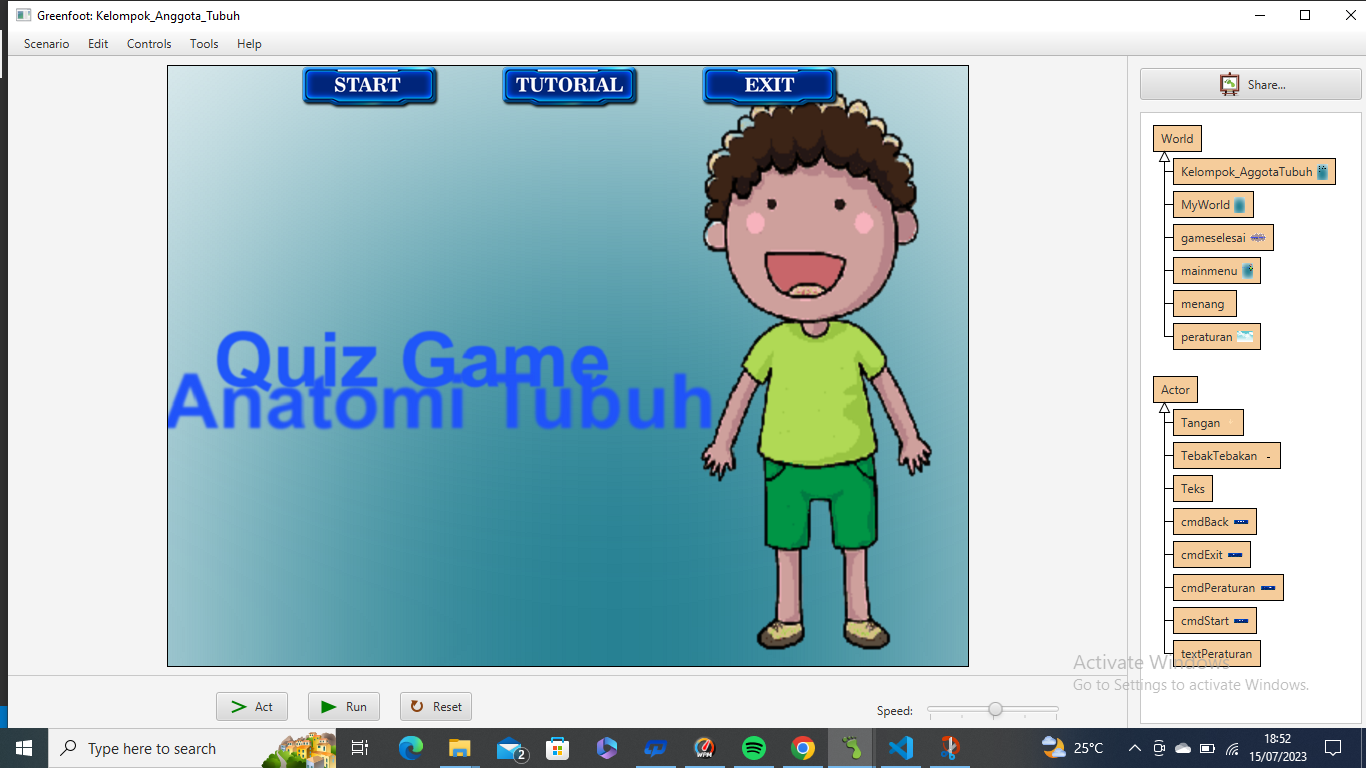 Greenfoot: Kelompok_Anggota_Tubuh
Scenario Edit Controls Tools Help
START TUTORIAL EXIT
Quiz Game
Anatomi Tubuh
Share...
World
Kelompok_AggotaTubuh
MyWorld
gameselesai
mainmenu
menang
peraturan
Actor
Tangan
TebakTebakan
Teks
cmdBack
cmdExit
cmdPeraturan
cmdStart
textPeraturan
Activate Windows
Go to Settings to activate Windows.
Act Run Reset Speed:
Type here to search
2
WPM
25°C
18:52
15/07/2023